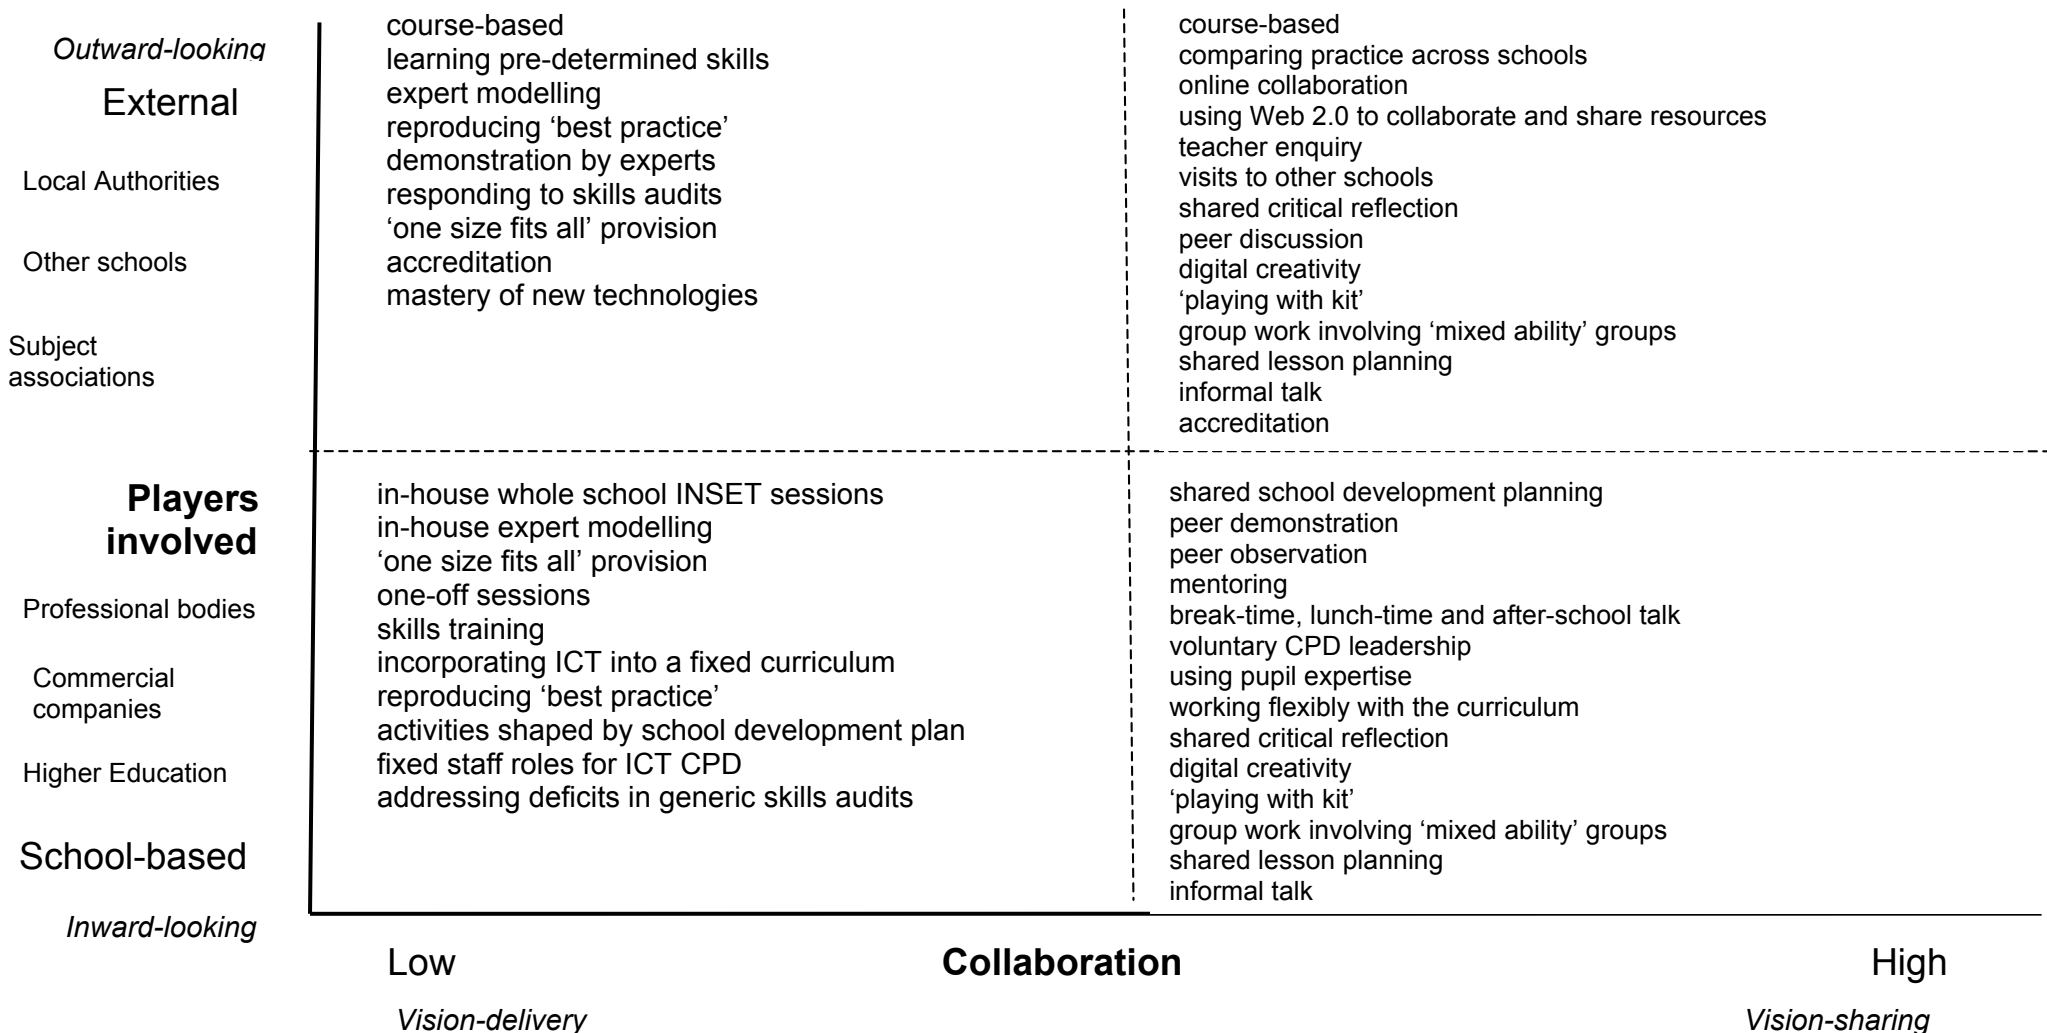 Outward-looking
External
Local Authorities
Other schools
Subject
associations
Players
involved
Professional bodies
Commercial
companies
Higher Education
School-based
Inward-looking
course-based
learning pre-determined skills
expert modelling
reproducing ‘best practice’
demonstration by experts
responding to skills audits
‘one size fits all’ provision
accreditation
mastery of new technologies
course-based
comparing practice across schools
online collaboration
using Web 2.0 to collaborate and share resources
teacher enquiry
visits to other schools
shared critical reflection
peer discussion
digital creativity
‘playing with kit’
group work involving ‘mixed ability’ groups
shared lesson planning
informal talk
accreditation
in-house whole school INSET sessions
in-house expert modelling
‘one size fits all’ provision
one-off sessions
skills training
incorporating ICT into a fixed curriculum
reproducing ‘best practice’
activities shaped by school development plan
fixed staff roles for ICT CPD
addressing deficits in generic skills audits
shared school development planning
peer demonstration
peer observation
mentoring
break-time, lunch-time and after-school talk
voluntary CPD leadership
using pupil expertise
working flexibly with the curriculum
shared critical reflection
digital creativity
‘playing with kit’
group work involving ‘mixed ability’ groups
shared lesson planning
informal talk
Low
Collaboration
High
Vision-delivery
Vision-sharing